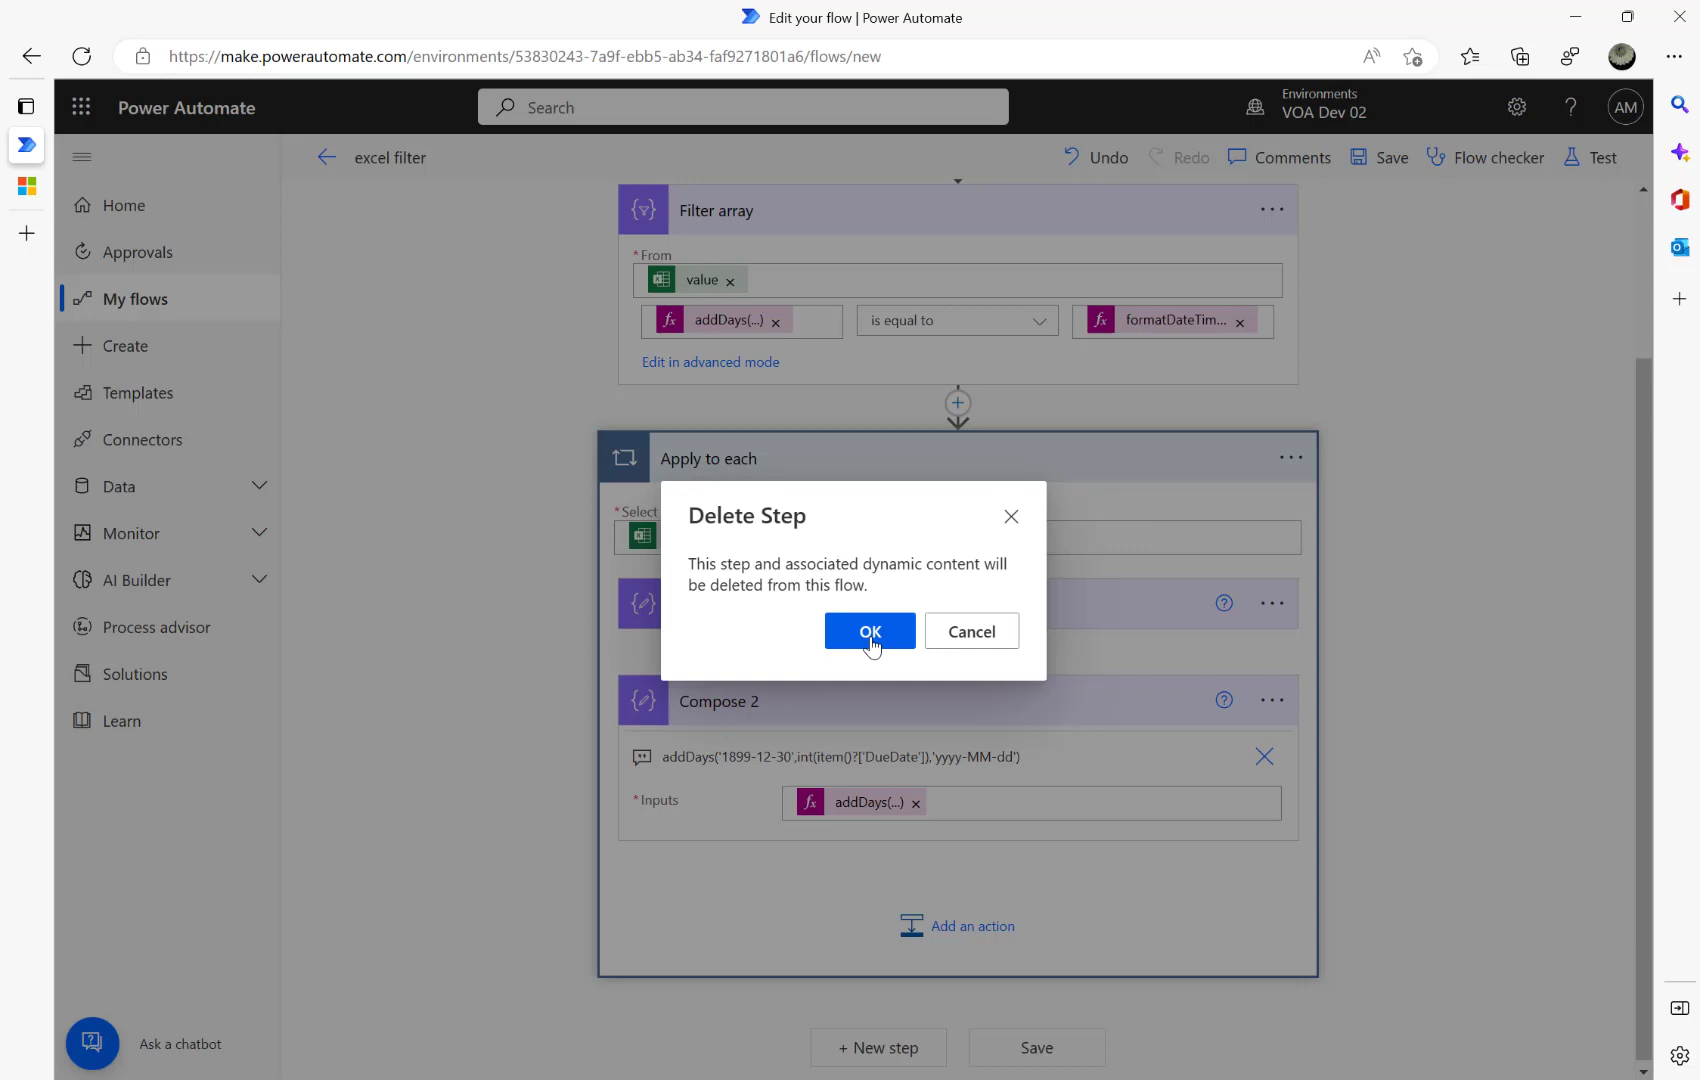 Edit your flow | Power Automate
https://make.powerautomate.com/environments/53830243-7a9f-ebb5-ab34-faf9271801a6/flows/new
Power Automate
Search
Environments
VOA Dev 02
?
AM
excel filter
Undo
Redo
Comments
Save
Flow checker
Test
Home
Approvals
My flows
Create
Templates
Connectors
Data
Monitor
AI Builder
Process advisor
Solutions
Learn
Ask a chatbot
Filter array
* From
value
fx addDays(...)
is equal to
fx formatDateTim...
Edit in advanced mode
Apply to each
* Select
Delete Step
This step and associated dynamic content will
be deleted from this flow.
OK
Cancel
Compose 2
addDays('1899-12-30',int(item()?['DueDate']),'yyyy-MM-dd')
* Inputs
fx addDays(...)
Add an action
+ New step
Save